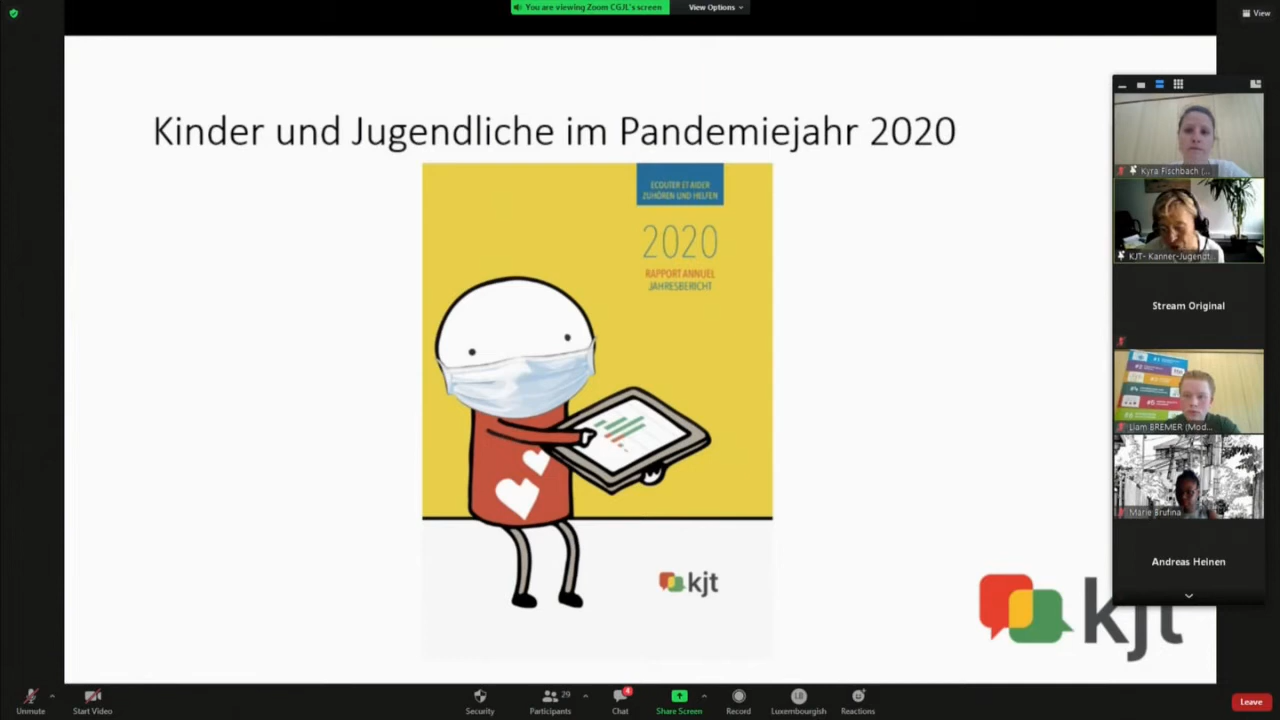 You are viewing Zoom CGJL's screen
View Options
View
Kinder und Jugendliche im Pandemiejahr 2020
ECOUTER ET AIDER
ZUHÖREN UND HELFEN
2020
RAPPORT ANNUEL
JAHRESBERICHT
kjt
kjt
Kyra Fischbach (...
KJT- Kanner-Jugendt...
Stream Original
Liam BREMER (Mod...
Marie Brufina
Andreas Heinen
Unmute
Start Video
Security
Participants
29
Chat
4
Share Screen
Record
LB
Luxembourgish
Reactions
Leave